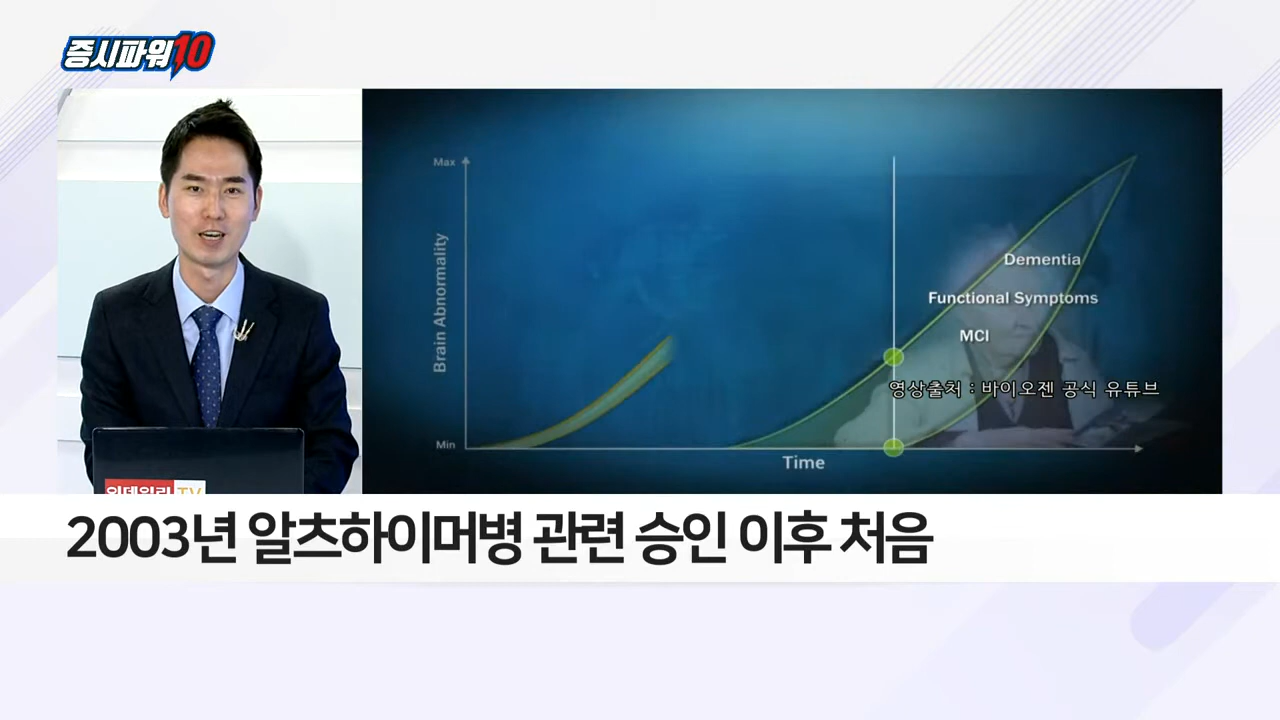 증시파워10
Max
Brain Abnormality
Dementia
Functional Symptoms
MCI
영상출처 : 바이오젠 공식 유튜브
Min
Time
2003년 알츠하이머병 관련 승인 이후 처음